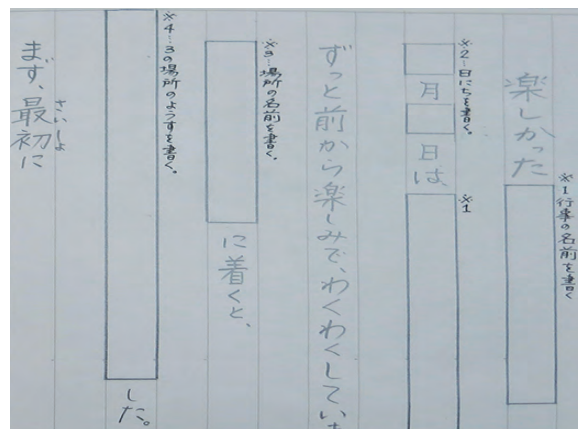 ※1行事の名前を書く
楽しかった
※2-日にちを書く。
※1
月 日は
ずっと前から楽しみで、わくわくしてい
※3-場所の名前を書く。
に着くと、
※4-3の場所のようすを書く。
した。
さいしょ
まず、最初に